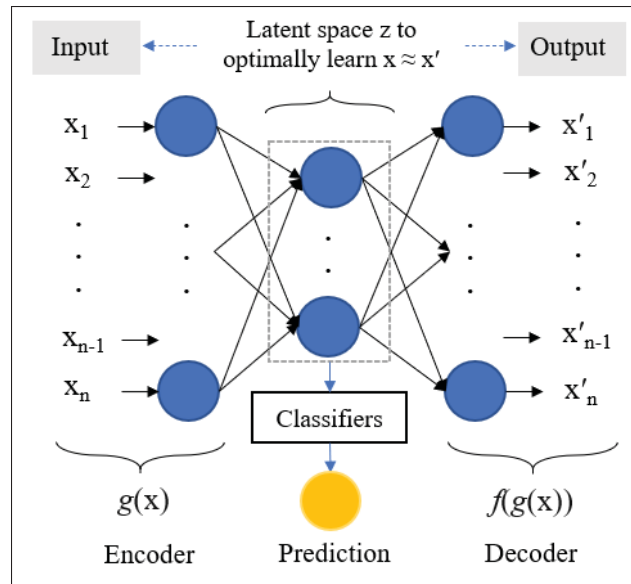 Input
Latent space z to
optimally learn x ≈ x′
Output
x₁
x′₁
x₂
x′₂
xₙ₋₁
x′ₙ₋₁
xₙ
x′ₙ
Classifiers
g(x)
f(g(x))
Encoder
Prediction
Decoder